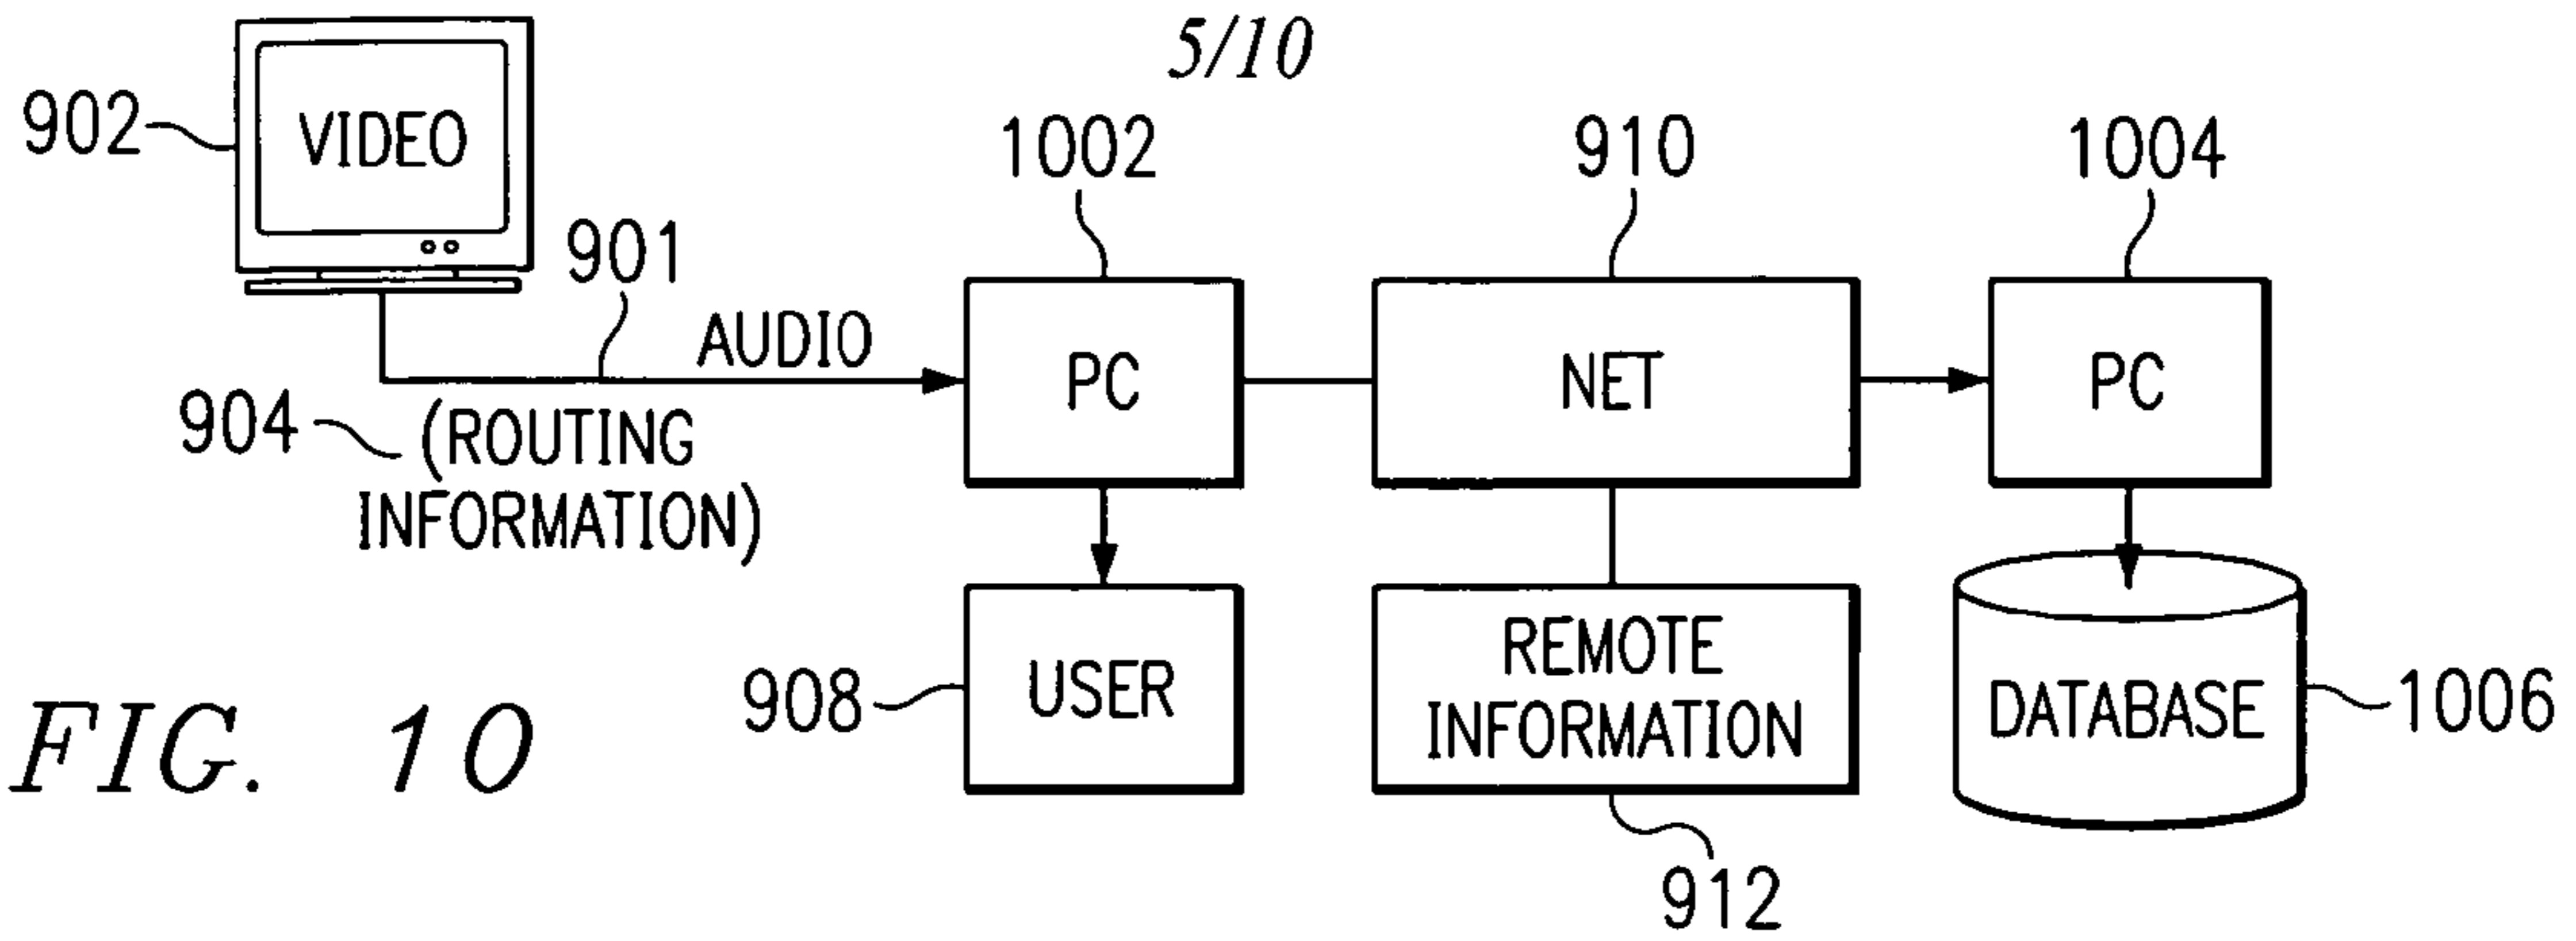 5/10
902
VIDEO
1002
910
1004
901
AUDIO
PC
NET
PC
904
(ROUTING
INFORMATION)
908
USER
REMOTE
INFORMATION
DATABASE
1006
912
FIG. 10